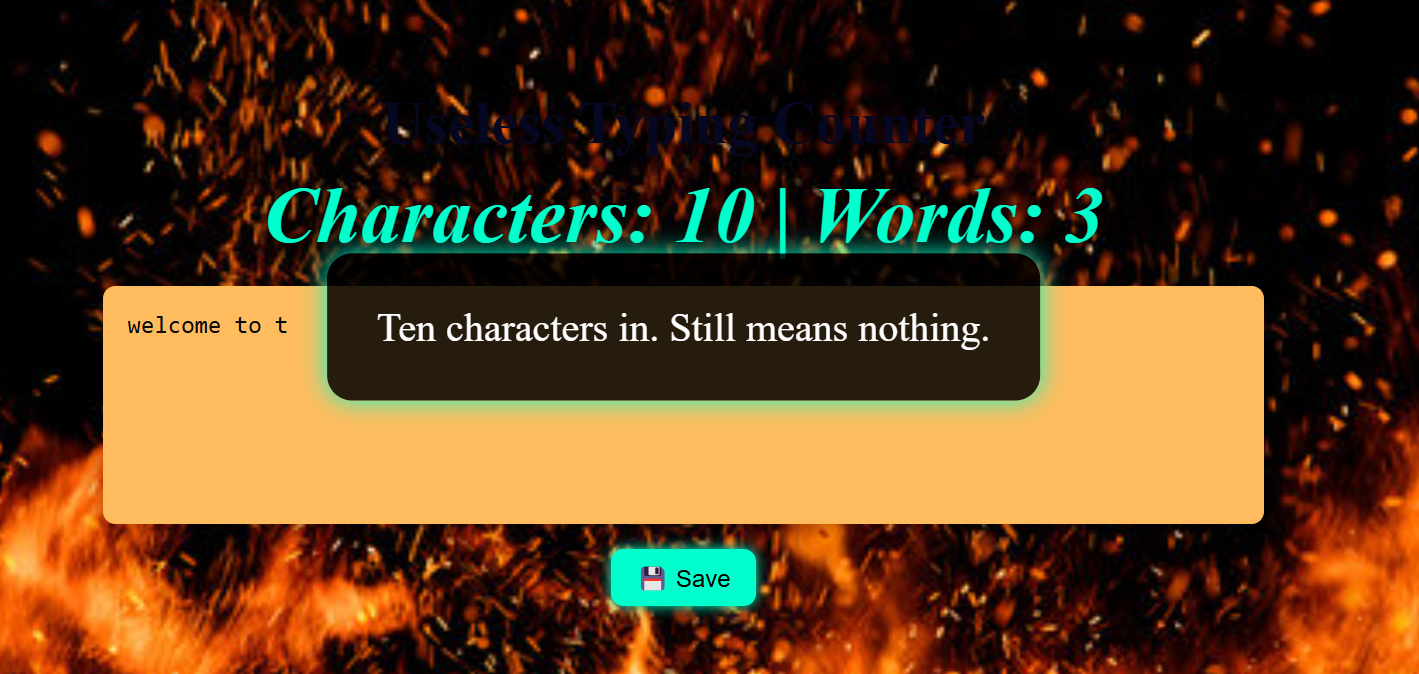 Useless Typing Counter
Characters: 10 | Words: 3
welcome to t
Ten characters in. Still means nothing.
💾 Save